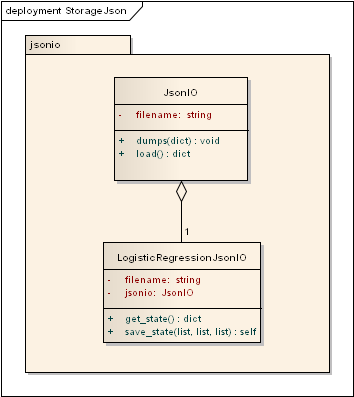 deployment StorageJson
jsonio
JsonIO
- filename: string
+ dumps(dict) : void
+ load() : dict
1
LogisticRegressionJsonIO
- filename: string
- jsonio: JsonIO
+ get_state() : dict
+ save_state(list, list, list) : self